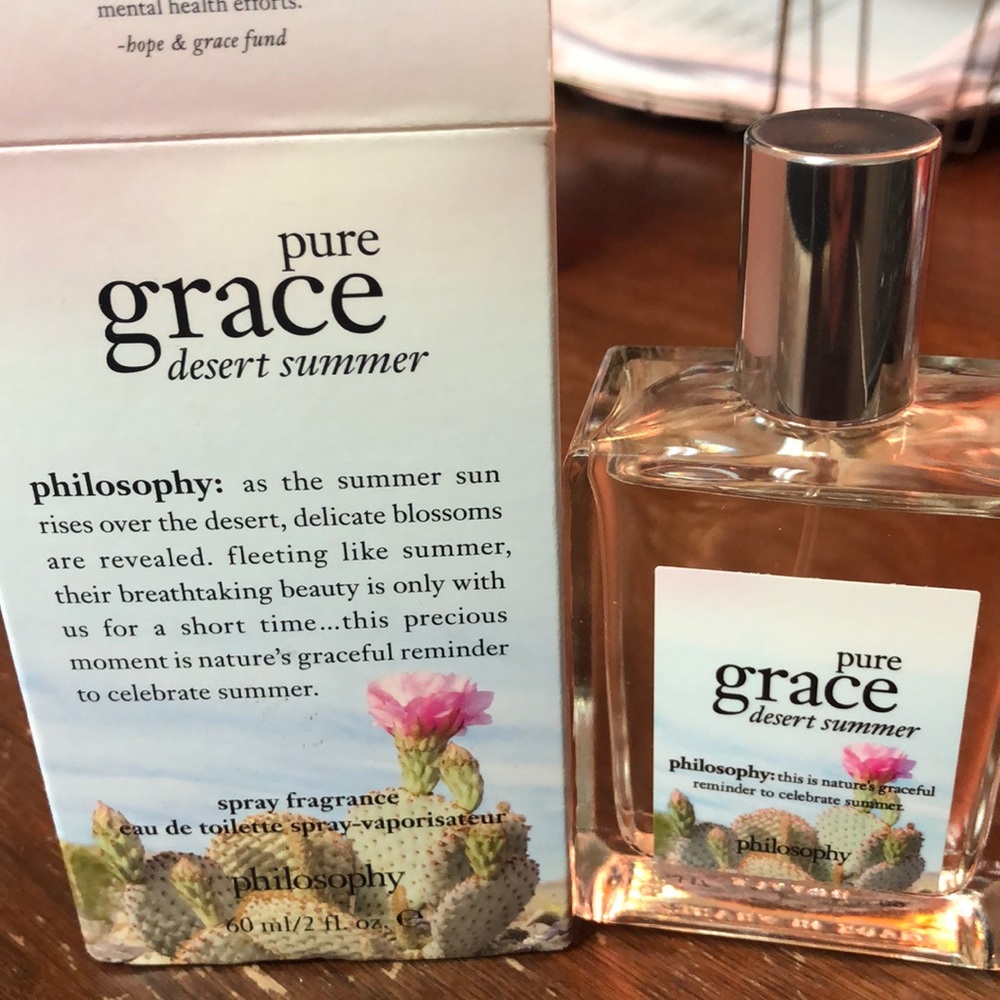 mental health efforts.
-hope & grace fund
pure
grace
desert summer
philosophy: as the summer sun
rises over the desert, delicate blossoms
are revealed. fleeting like summer,
their breathtaking beauty is only with
us for a short time...this precious
moment is nature's graceful reminder
to celebrate summer.
spray fragrance
eau de toilette spray-vaporisateur
philosophy
60 ml/2 fl. oz. ℮
pure
grace
desert summer
philosophy: this is nature's graceful
reminder to celebrate summer.
philosophy